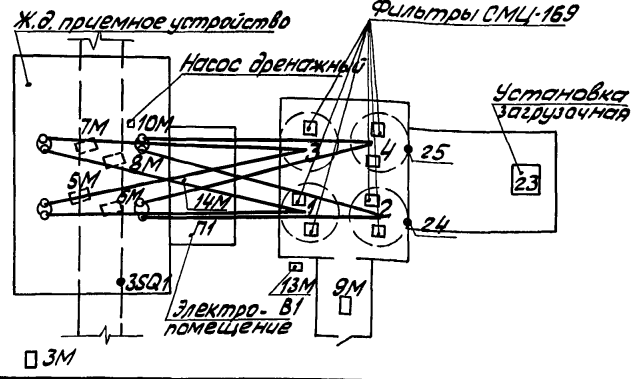 Ж.д. приемное устройство
Фильтры СМЦ-169
Насос дренажный
Установка
загрузочная
7М
10М
8М
3
4
25
23
5М
6М
14М
1
2
24
П1
3SQ1
13М
В1
9М
Электро-
помещение
3М